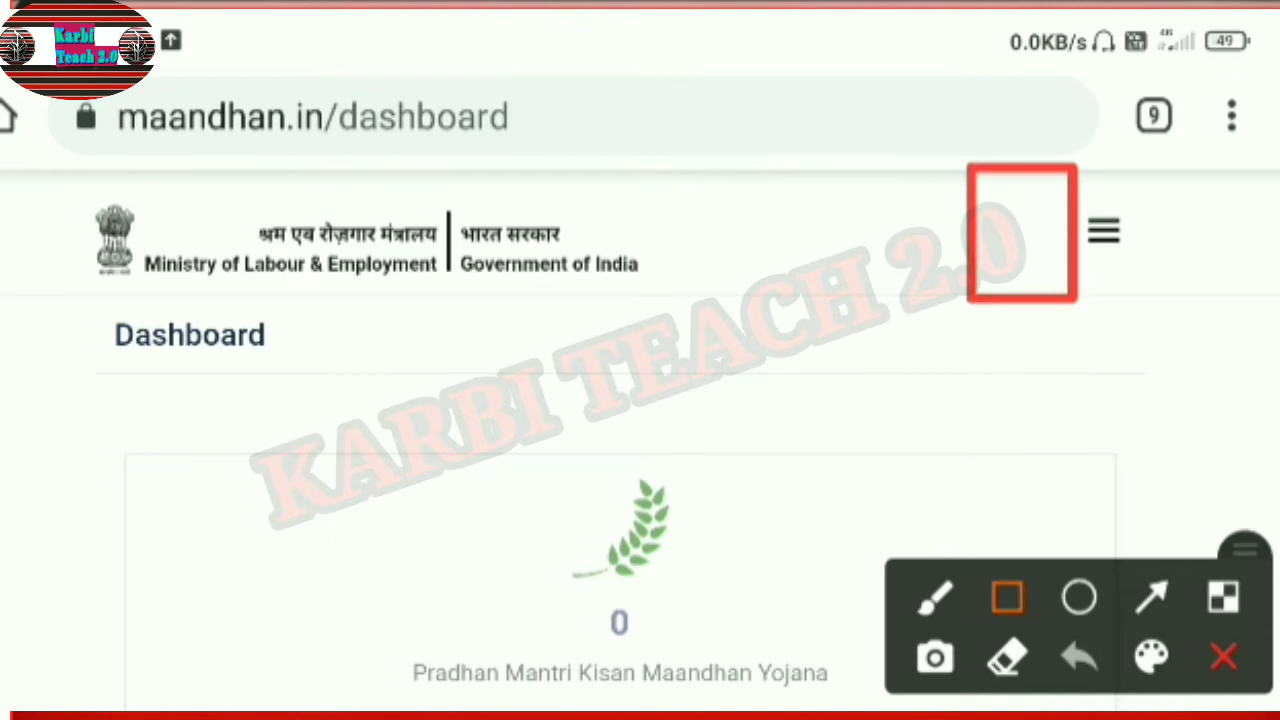 Karbi
Teach 2.0
0.0KB/s
49
maandhan.in/dashboard
9
श्रम एव रोज़गार मंत्रालय
भारत सरकार
Ministry of Labour & Employment
Government of India
Dashboard
KARBI TEACH 2.0
0
Pradhan Mantri Kisan Maandhan Yojana